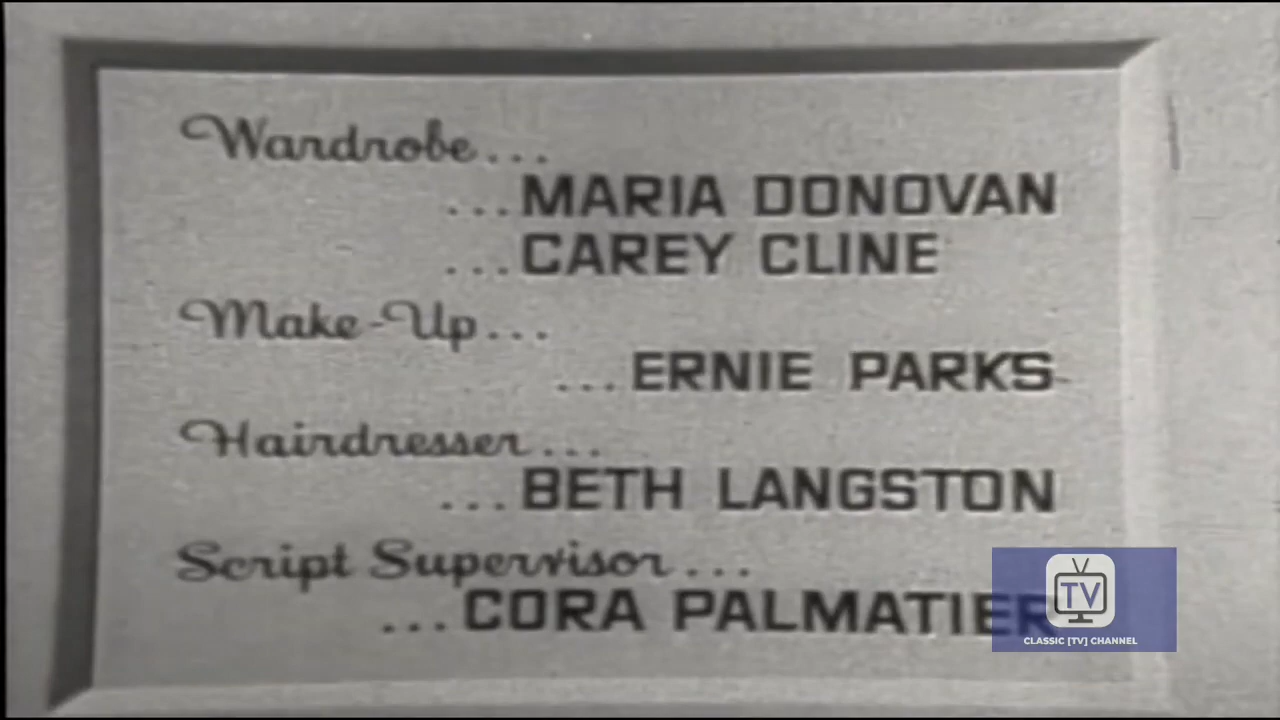 Wardrobe...
...MARIA DONOVAN
...CAREY CLINE
Make-Up...
...ERNIE PARKS
Hairdresser...
...BETH LANGSTON
Script Supervisor...
...CORA PALMATIER
TV
CLASSIC [TV] CHANNEL